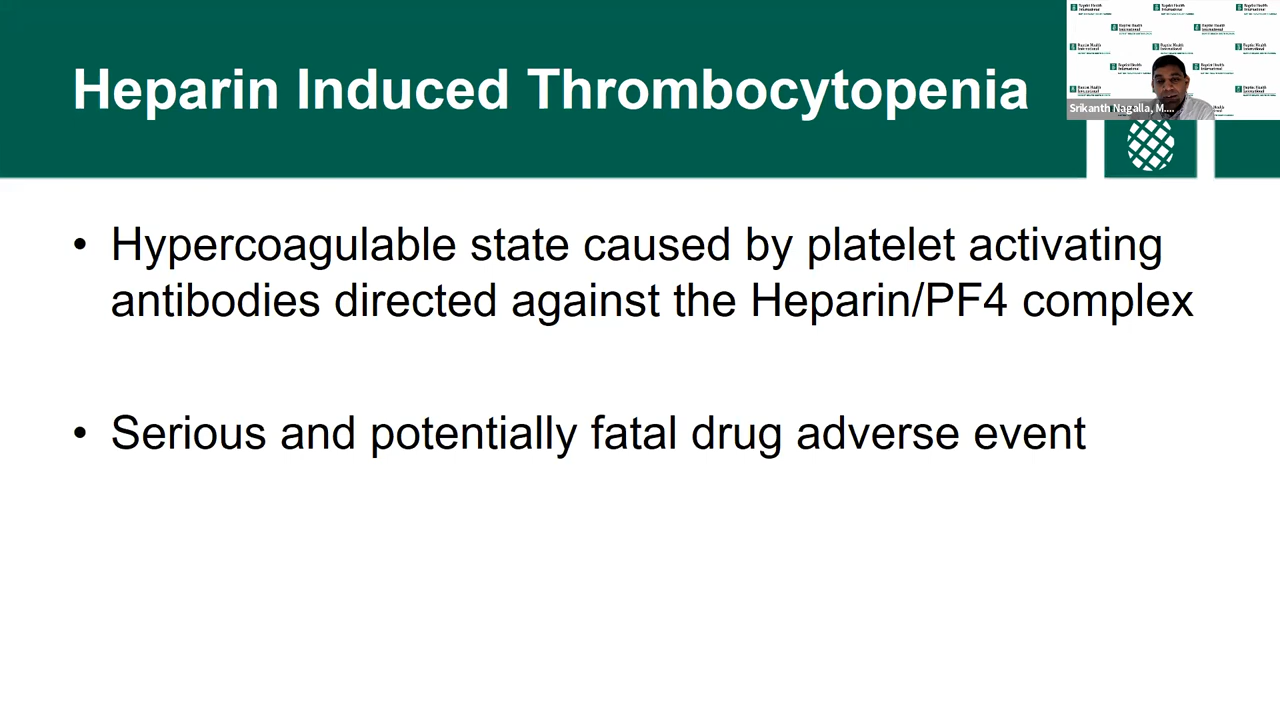 Heparin Induced Thrombocytopenia
Srikanth Nagalla, M....
• Hypercoagulable state caused by platelet activating
antibodies directed against the Heparin/PF4 complex
• Serious and potentially fatal drug adverse event